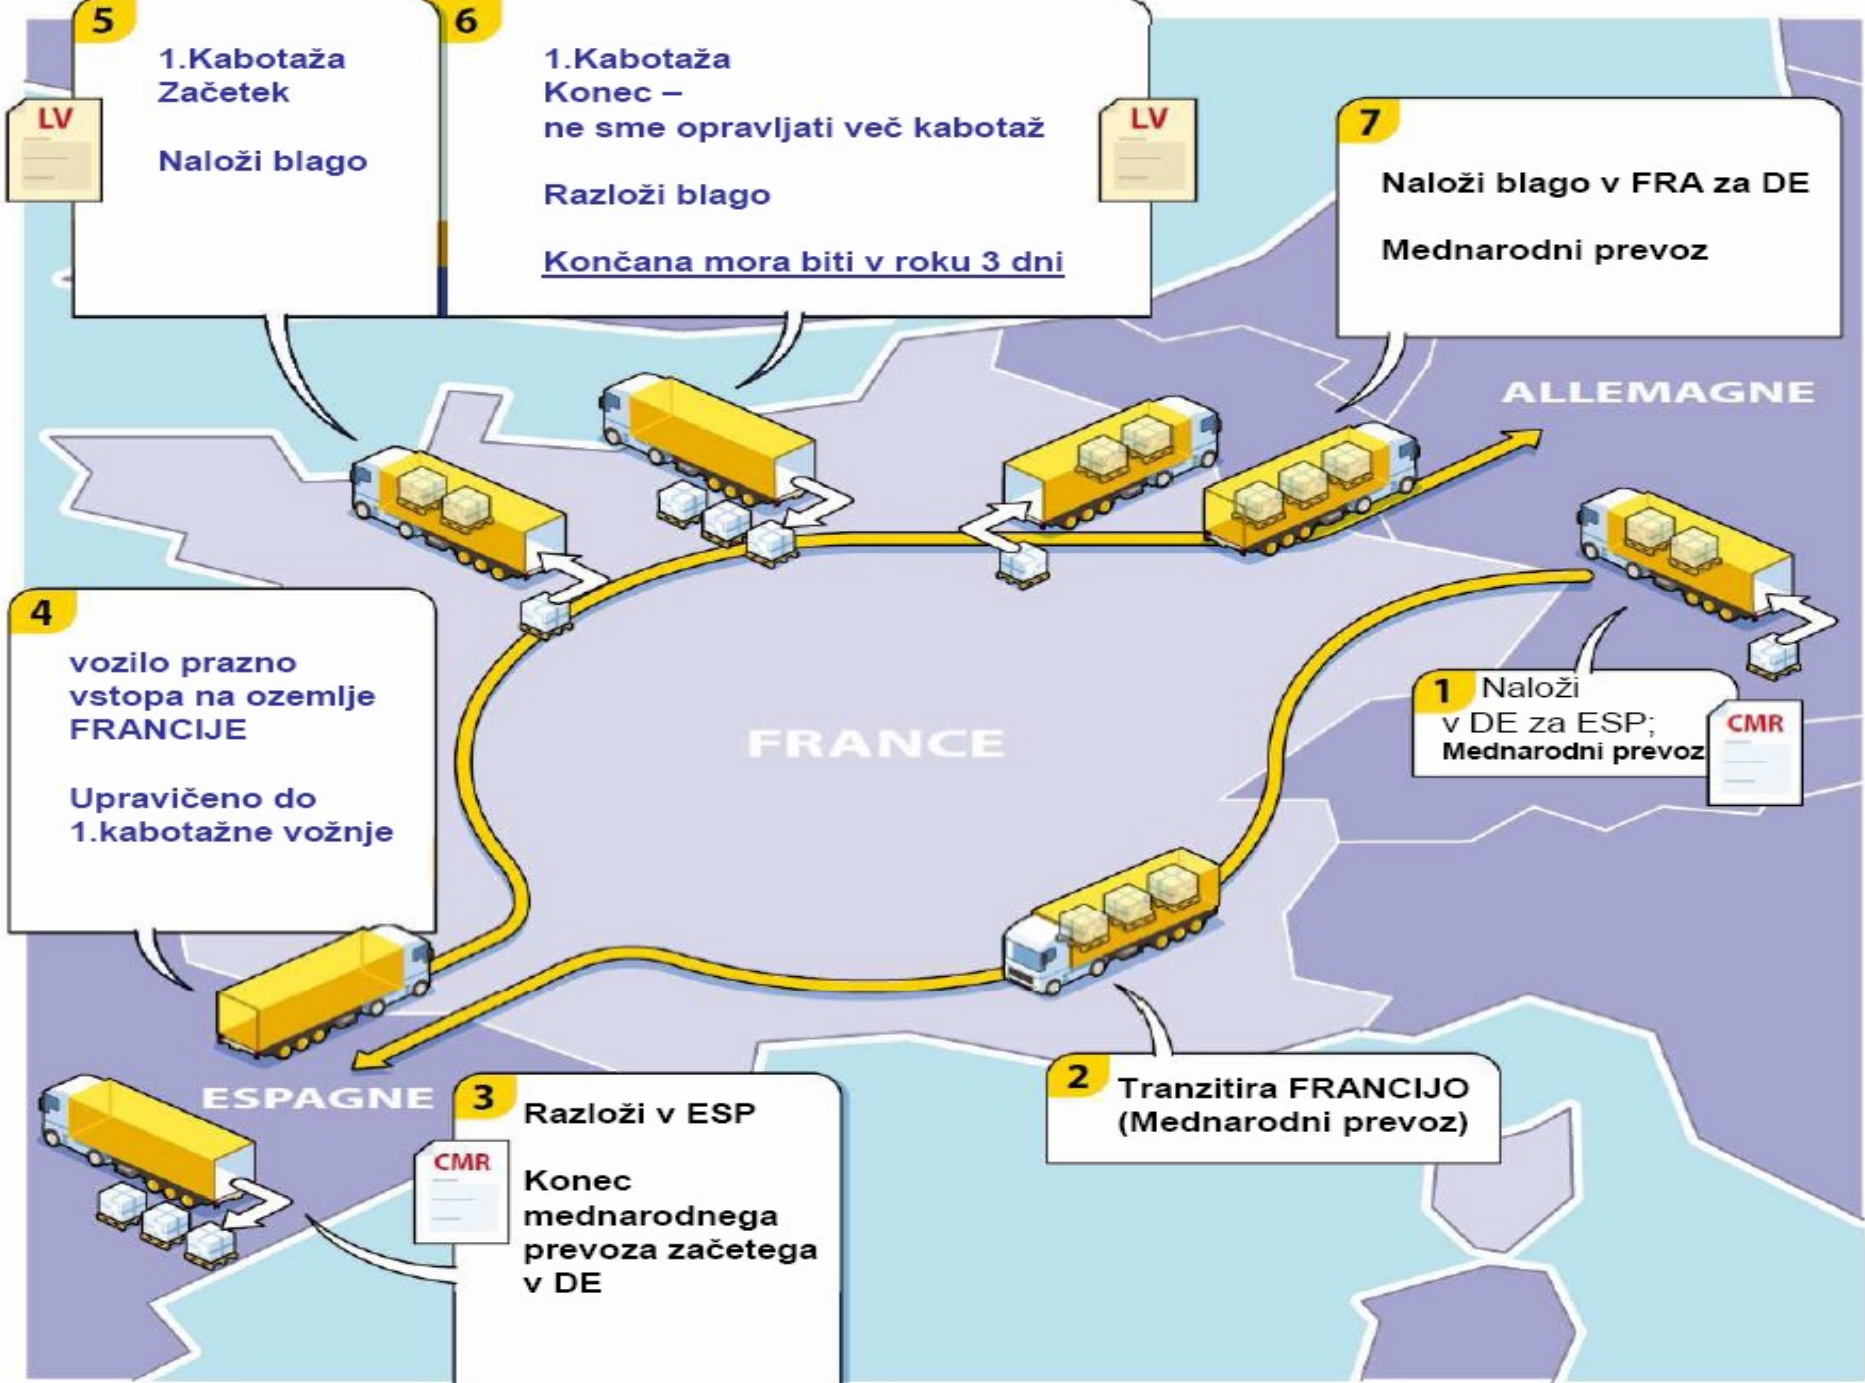 5
1.Kabotaža
Začetek
Naloži blago
LV
6
1.Kabotaža
Konec –
ne sme opravljati več kabotaž
Razloži blago
Končana mora biti v roku 3 dni
LV
7
Naloži blago v FRA za DE
Mednarodni prevoz
ALLEMAGNE
4
vozilo prazno
vstopa na ozemlje
FRANCIJE
Upravičeno do
1.kabotažne vožnje
FRANCE
1 Naloži
v DE za ESP;
Mednarodni prevoz
CMR
2
Tranzitira FRANCIJO
(Mednarodni prevoz)
ESPAGNE
3
Razloži v ESP
CMR
Konec
mednarodnega
prevoza začetega
v DE